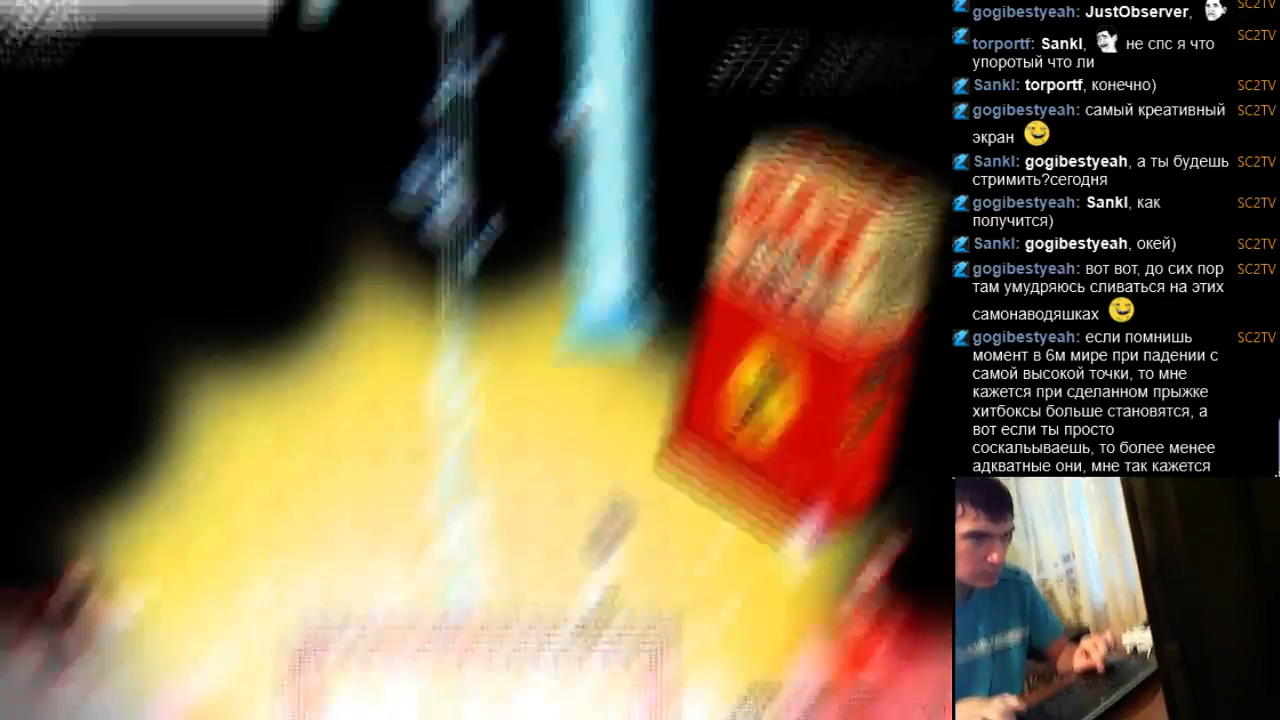 gogibestyeah: JustObserver,
SC2TV
torportf: Sankl, не спс я что
SC2TV
упоротый что ли
Sankl: torportf, конечно)
SC2TV
gogibestyeah: самый креативный
SC2TV
экран
Sankl: gogibestyeah, а ты будешь
SC2TV
стримить?сегодня
gogibestyeah: Sankl, как
SC2TV
получится)
Sankl: gogibestyeah, окей)
SC2TV
gogibestyeah: вот вот, до сих пор
SC2TV
там умудряюсь сливаться на этих
самонаводяшках
gogibestyeah: если помнишь
SC2TV
момент в 6м мире при падении с
самой высокой точки, то мне
кажется при сделанном прыжке
хитбоксы больше становятся, а
вот если ты просто
соскальываешь, то более менее
адкватные они, мне так кажется